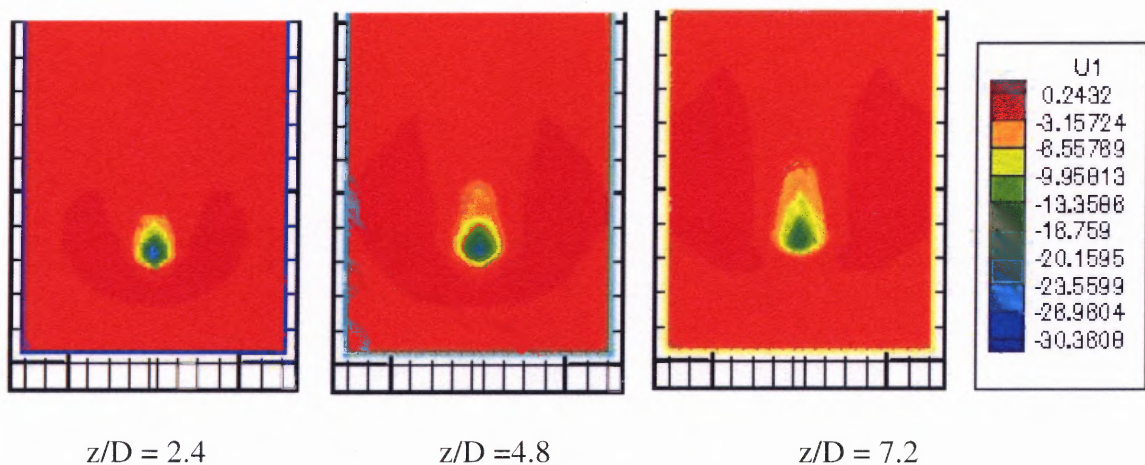 U1
0.2432
-3.15724
-6.55769
-9.95813
-13.3586
-16.759
-20.1595
-23.5599
-26.9604
-30.3608
z/D = 2.4
z/D =4.8
z/D = 7.2